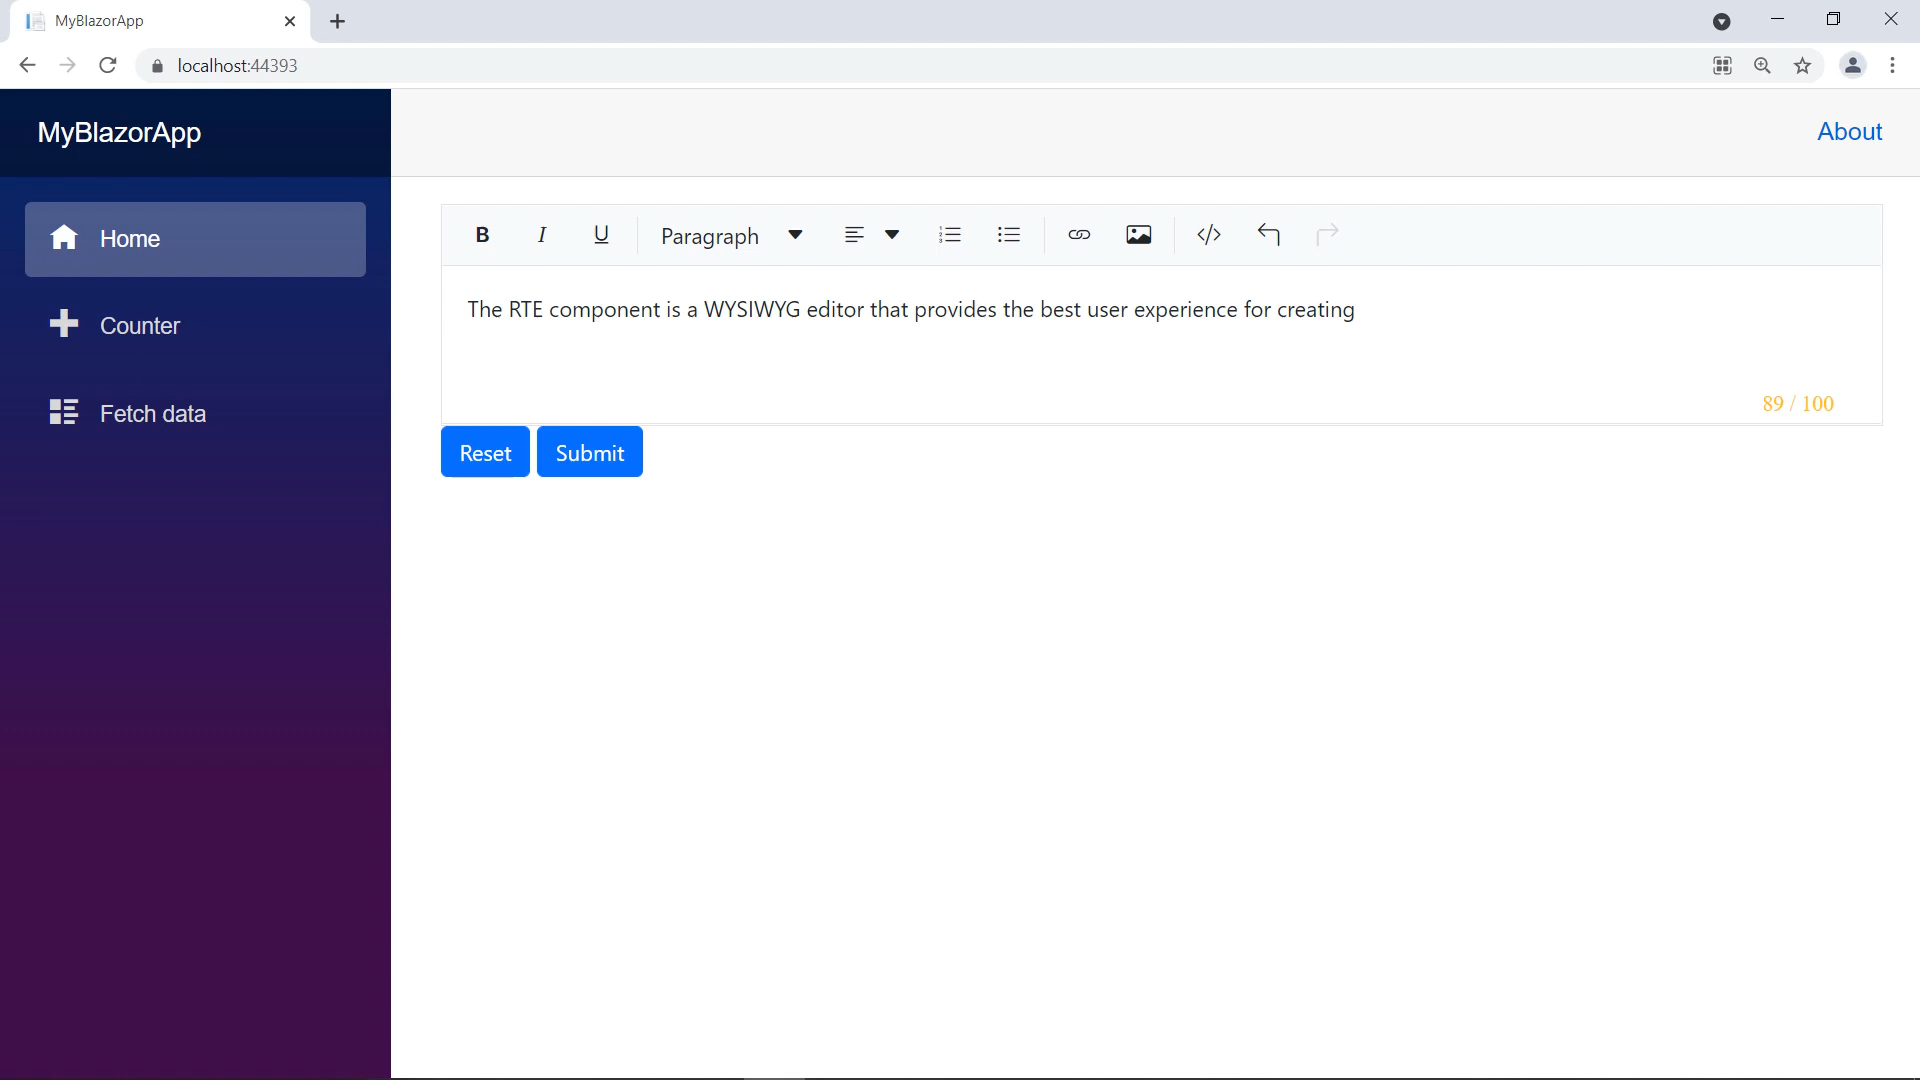 MyBlazorApp
localhost:44393
MyBlazorApp
About
Home
Counter
Fetch data
B I U Paragraph
The RTE component is a WYSIWYG editor that provides the best user experience for creating
89 / 100
Reset Submit